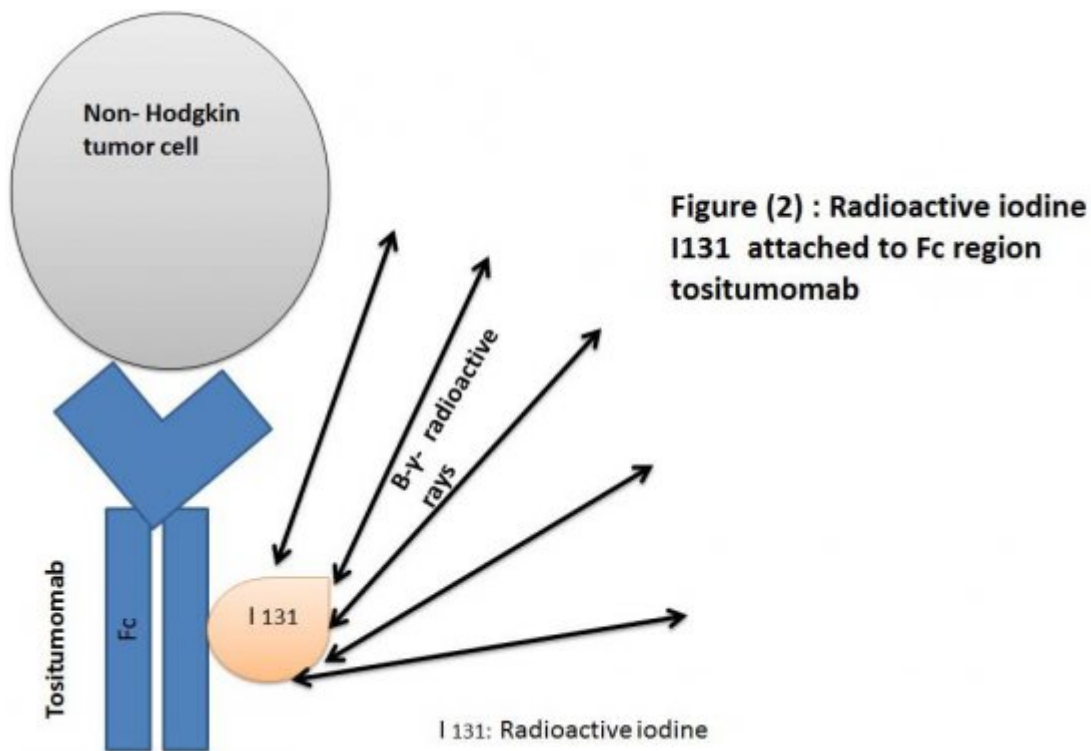 Non- Hodgkin
tumor cell
Figure (2) : Radioactive iodine
I131 attached to Fc region
tositumomab
B-γ- radioactive
rays
Tositumomab
Fc
I 131
I 131: Radioactive iodine